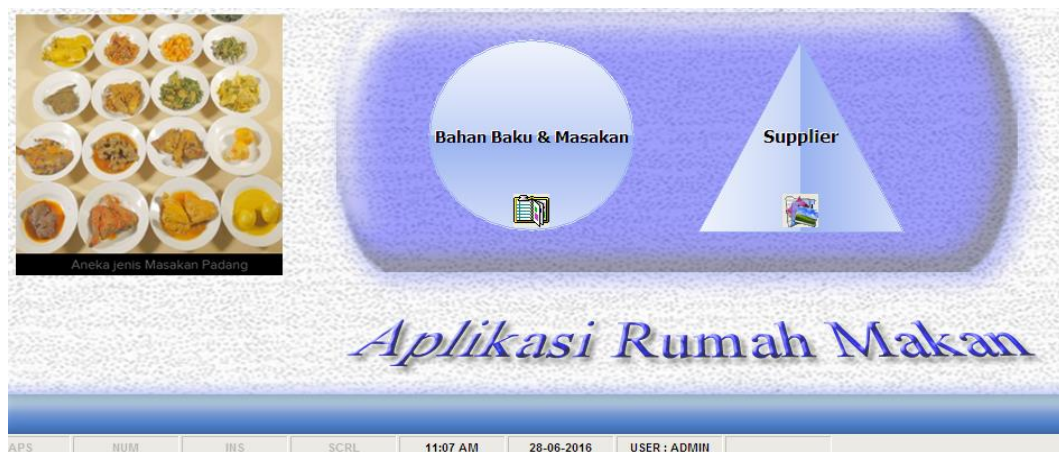 Bahan Baku & Masakan
Supplier
Aneka jenis Masakan Padang
Aplikasi Rumah Makan
APS NUM INS SCRL 11:07 AM 28-06-2016 USER : ADMIN